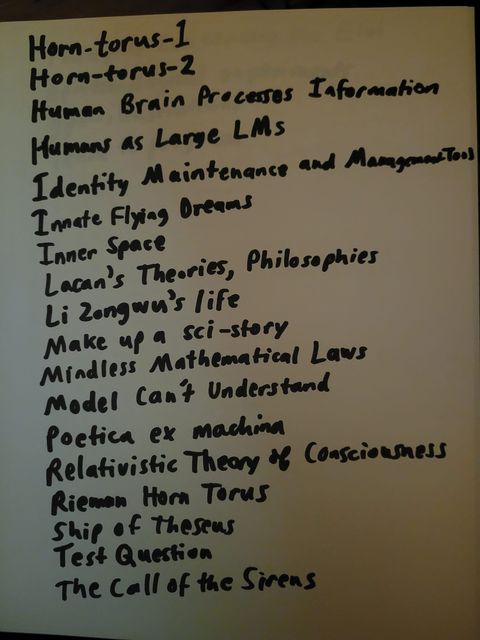 Horn-torus-1
Horn-torus-2
Human Brain Processes Information
Humans as Large LMs
Identity Maintenance and Management Tools
Innate Flying Dreams
Inner Space
Lacan's Theories, Philosophies
Li Zongwu's life
Make up a sci-story
Mindless Mathematical Laws
Model Can't Understand
Poetica ex machina
Relativistic Theory of Consciousness
Riemon Horn Torus
Ship of Theseus
Test Question
The Call of the Sirens